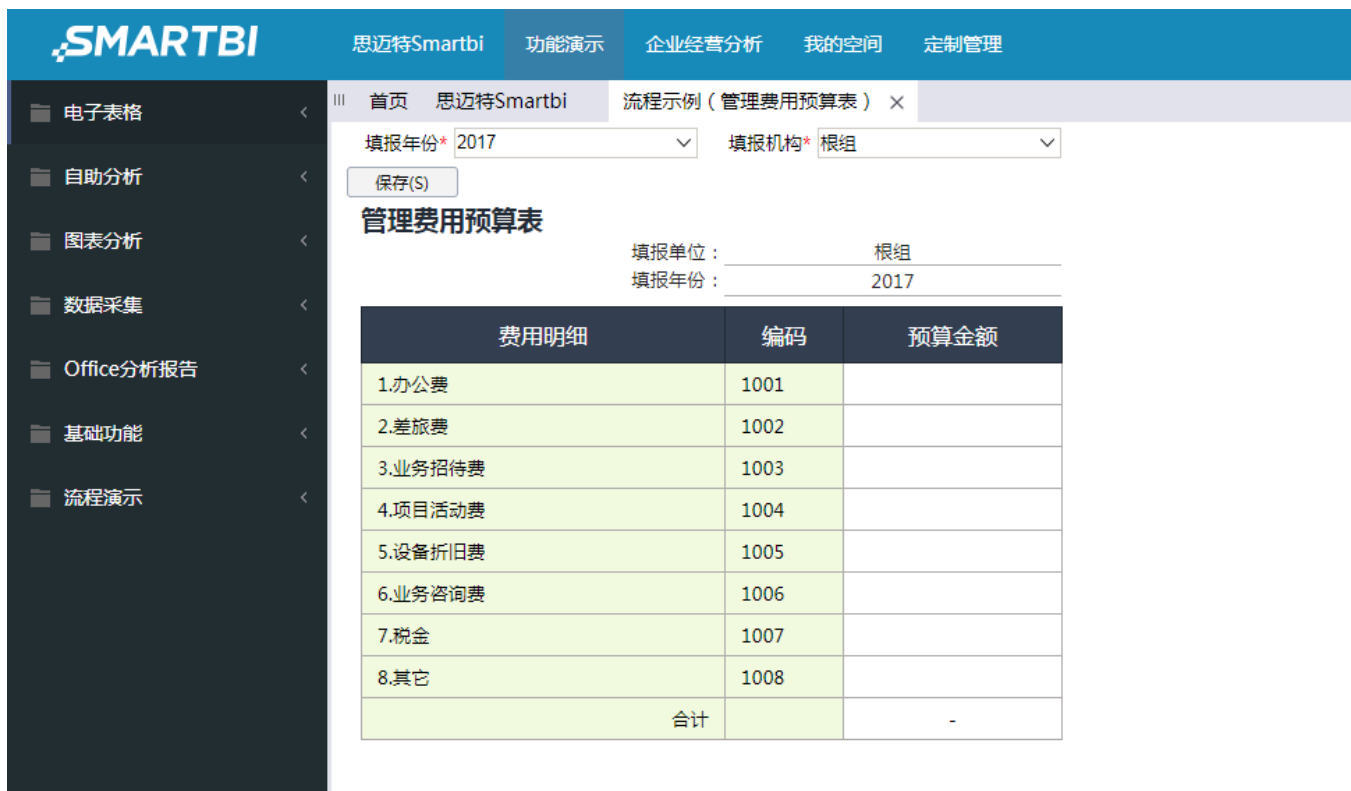 SMARTBI
思迈特Smartbi 功能演示 企业经营分析 我的空间 定制管理
电子表格
自助分析
图表分析
数据采集
Office分析报告
基础功能
流程演示
首页 思迈特Smartbi 流程示例（管理费用预算表）
填报年份* 2017 填报机构* 根组
保存(S)
管理费用预算表
填报单位： 根组
填报年份： 2017
费用明细 编码 预算金额
1.办公费 1001
2.差旅费 1002
3.业务招待费 1003
4.项目活动费 1004
5.设备折旧费 1005
6.业务咨询费 1006
7.税金 1007
8.其它 1008
合计 -